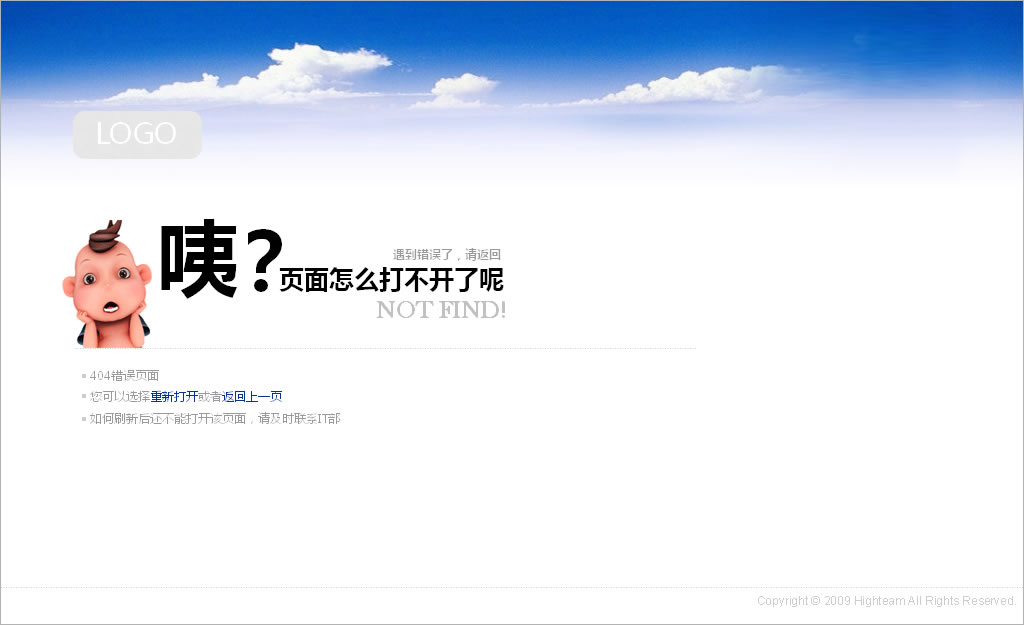 LOGO
咦?
遇到错误了，请返回
页面怎么打不开了呢
NOT FIND!
404错误页面
您可以选择重新打开或者返回上一页
如何刷新后还不能打开该页面，请及时联系IT部
Copyright © 2009 Highteam All Rights Reserved.